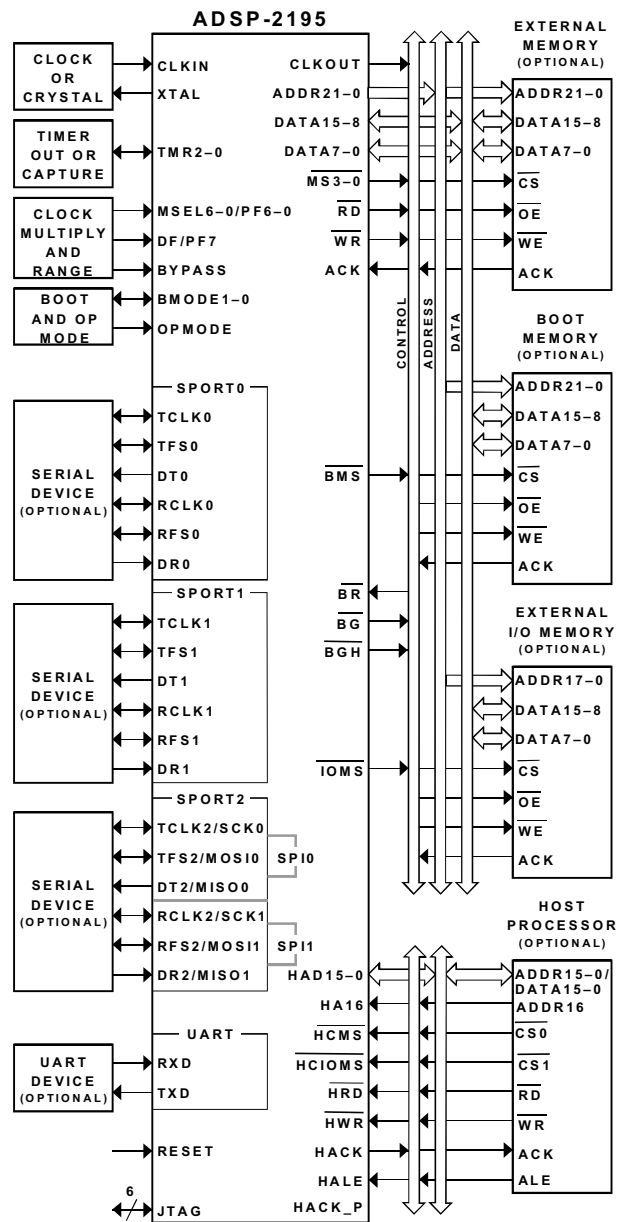 ADSP-2195
CLOCK
OR
CRYSTAL
CLKIN
XTAL
TIMER
OUT OR
CAPTURE
TMR2–0
CLOCK
MULTIPLY
AND
RANGE
MSEL6–0/PF6–0
DF/PF7
BYPASS
BOOT
AND OP
MODE
BMODE1–0
OPMODE
SERIAL
DEVICE
(OPTIONAL)
SPORT0
TCLK0
TFS0
DT0
RCLK0
RFS0
DR0
SERIAL
DEVICE
(OPTIONAL)
SPORT1
TCLK1
TFS1
DT1
RCLK1
RFS1
DR1
SERIAL
DEVICE
(OPTIONAL)
SPORT2
TCLK2/SCK0
TFS2/MOSI0
DT2/MISO0
SPI0
RCLK2/SCK1
RFS2/MOSI1
DR2/MISO1
SPI1
UART
DEVICE
(OPTIONAL)
UART
RXD
TXD
RESET
6
JTAG
CLKOUT
ADDR21–0
DATA15–8
DATA7–0
MS3–0
RD
WR
ACK
BMS
BR
BG
BGH
IOMS
HAD15–0
HA16
HCMS
HCIOMS
HRD
HWR
HACK
HALE
HACK_P
CONTROL
ADDRESS
DATA
EXTERNAL
MEMORY
(OPTIONAL)
ADDR21–0
DATA15–8
DATA7–0
CS
OE
WE
ACK
BOOT
MEMORY
(OPTIONAL)
ADDR21–0
DATA15–8
DATA7–0
CS
OE
WE
ACK
EXTERNAL
I/O MEMORY
(OPTIONAL)
ADDR17–0
DATA15–8
DATA7–0
CS
OE
WE
ACK
HOST
PROCESSOR
(OPTIONAL)
ADDR15–0/
DATA15–0
ADDR16
CS0
CS1
RD
WR
ACK
ALE